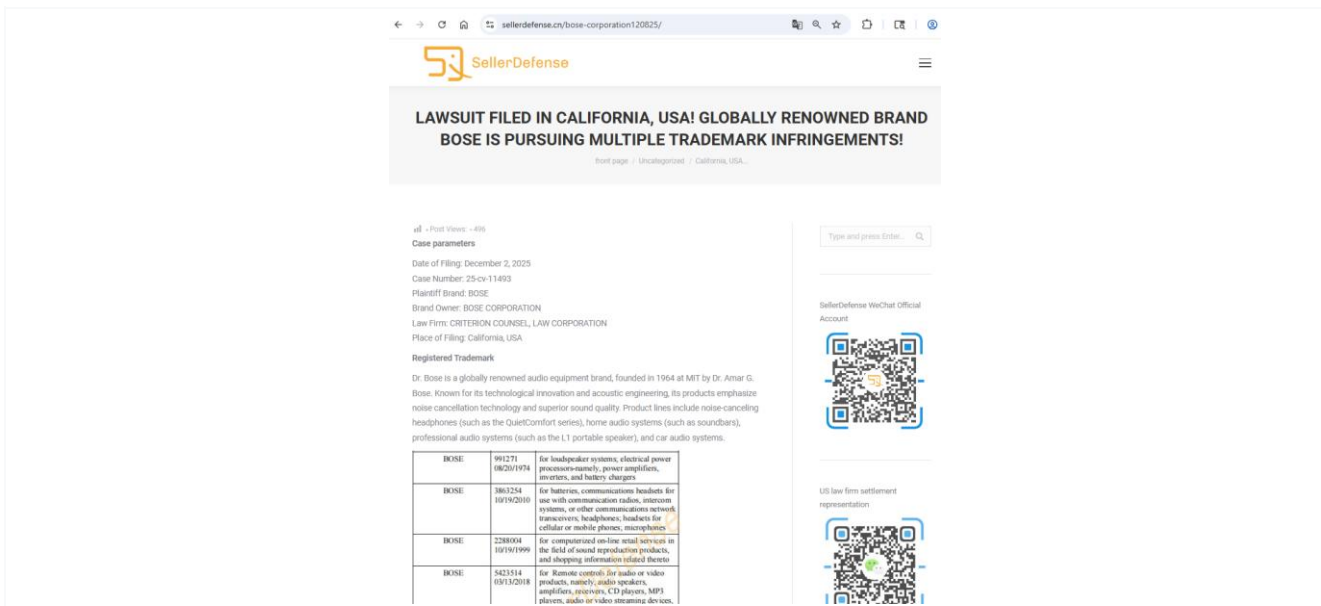 sellerdefense.cn/bose-corporation120825/
SellerDefense
LAWSUIT FILED IN CALIFORNIA, USA! GLOBALLY RENOWNED BRAND
BOSE IS PURSUING MULTIPLE TRADEMARK INFRINGEMENTS!
front page / Uncategorized / California, USA...
- Post Views: - 496
Case parameters
Date of Filing: December 2, 2025
Case Number: 25-cv-11493
Plaintiff Brand: BOSE
Brand Owner: BOSE CORPORATION
Law Firm: CRITERION COUNSEL, LAW CORPORATION
Place of Filing: California, USA
Registered Trademark
Dr. Bose is a globally renowned audio equipment brand, founded in 1964 at MIT by Dr. Amar G.
Bose. Known for its technological innovation and acoustic engineering, its products emphasize
noise cancellation technology and superior sound quality. Product lines include noise-canceling
headphones (such as the QuietComfort series), home audio systems (such as soundbars),
professional audio systems (such as the L1 portable speaker), and car audio systems.
BOSE 991271 for loudspeaker systems; electrical power
08/20/1974 processors-namely, power amplifiers,
inverters, and battery chargers
BOSE 3863254 for batteries, communications headsets for
10/19/2010 use with communication radios, intercom
systems, or other communications network
transceivers; headphones; headsets for
cellular or mobile phones; microphones
BOSE 2288004 for computerized on-line retail services in
10/19/1999 the field of sound reproduction products,
and shopping information related thereto
BOSE 5423514 for Remote controls for audio or video
03/13/2018 products, namely, audio speakers,
amplifiers, receivers, CD players, MP3
players, audio or video streaming devices,
Type and press Enter...
SellerDefense WeChat Official
Account
US law firm settlement
representation